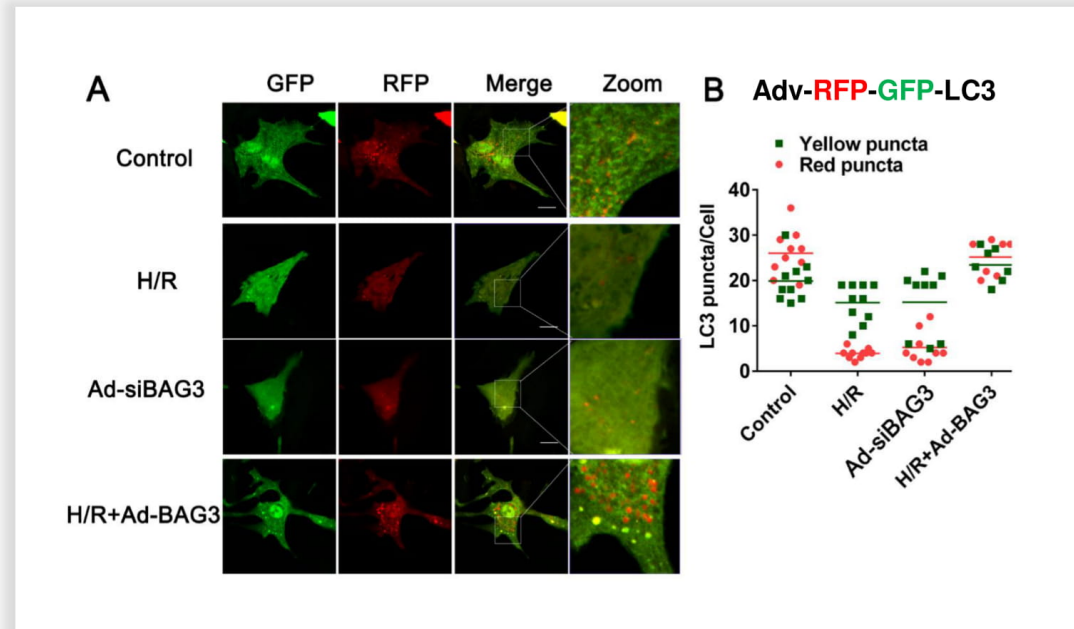 A
GFP RFP Merge Zoom
Control
H/R
Ad-siBAG3
H/R+Ad-BAG3
B Adv-RFP-GFP-LC3
Yellow puncta
Red puncta
LC3 puncta/Cell
40
30
20
10
0
Control
H/R
Ad-siBAG3
H/R+Ad-BAG3